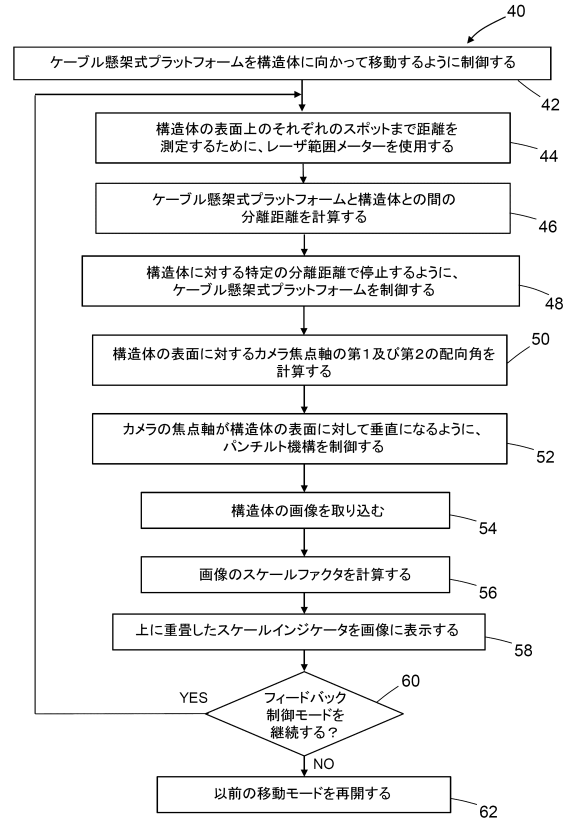 40
ケーブル懸架式プラットフォームを構造体に向かって移動するように制御する
42
構造体の表面上のそれぞれのスポットまで距離を
測定するために、レーザ範囲メーターを使用する
44
ケーブル懸架式プラットフォームと構造体との間の
分離距離を計算する
46
構造体に対する特定の分離距離で停止するように、
ケーブル懸架式プラットフォームを制御する
48
構造体の表面に対するカメラ焦点軸の第1及び第2の配向角を
計算する
50
カメラの焦点軸が構造体の表面に対して垂直になるように、
パンチルト機構を制御する
52
構造体の画像を取り込む
54
画像のスケールファクタを計算する
56
上に重畳したスケールインジケータを画像に表示する
58
60
YES
フィードバック
制御モードを
継続する?
NO
以前の移動モードを再開する
62